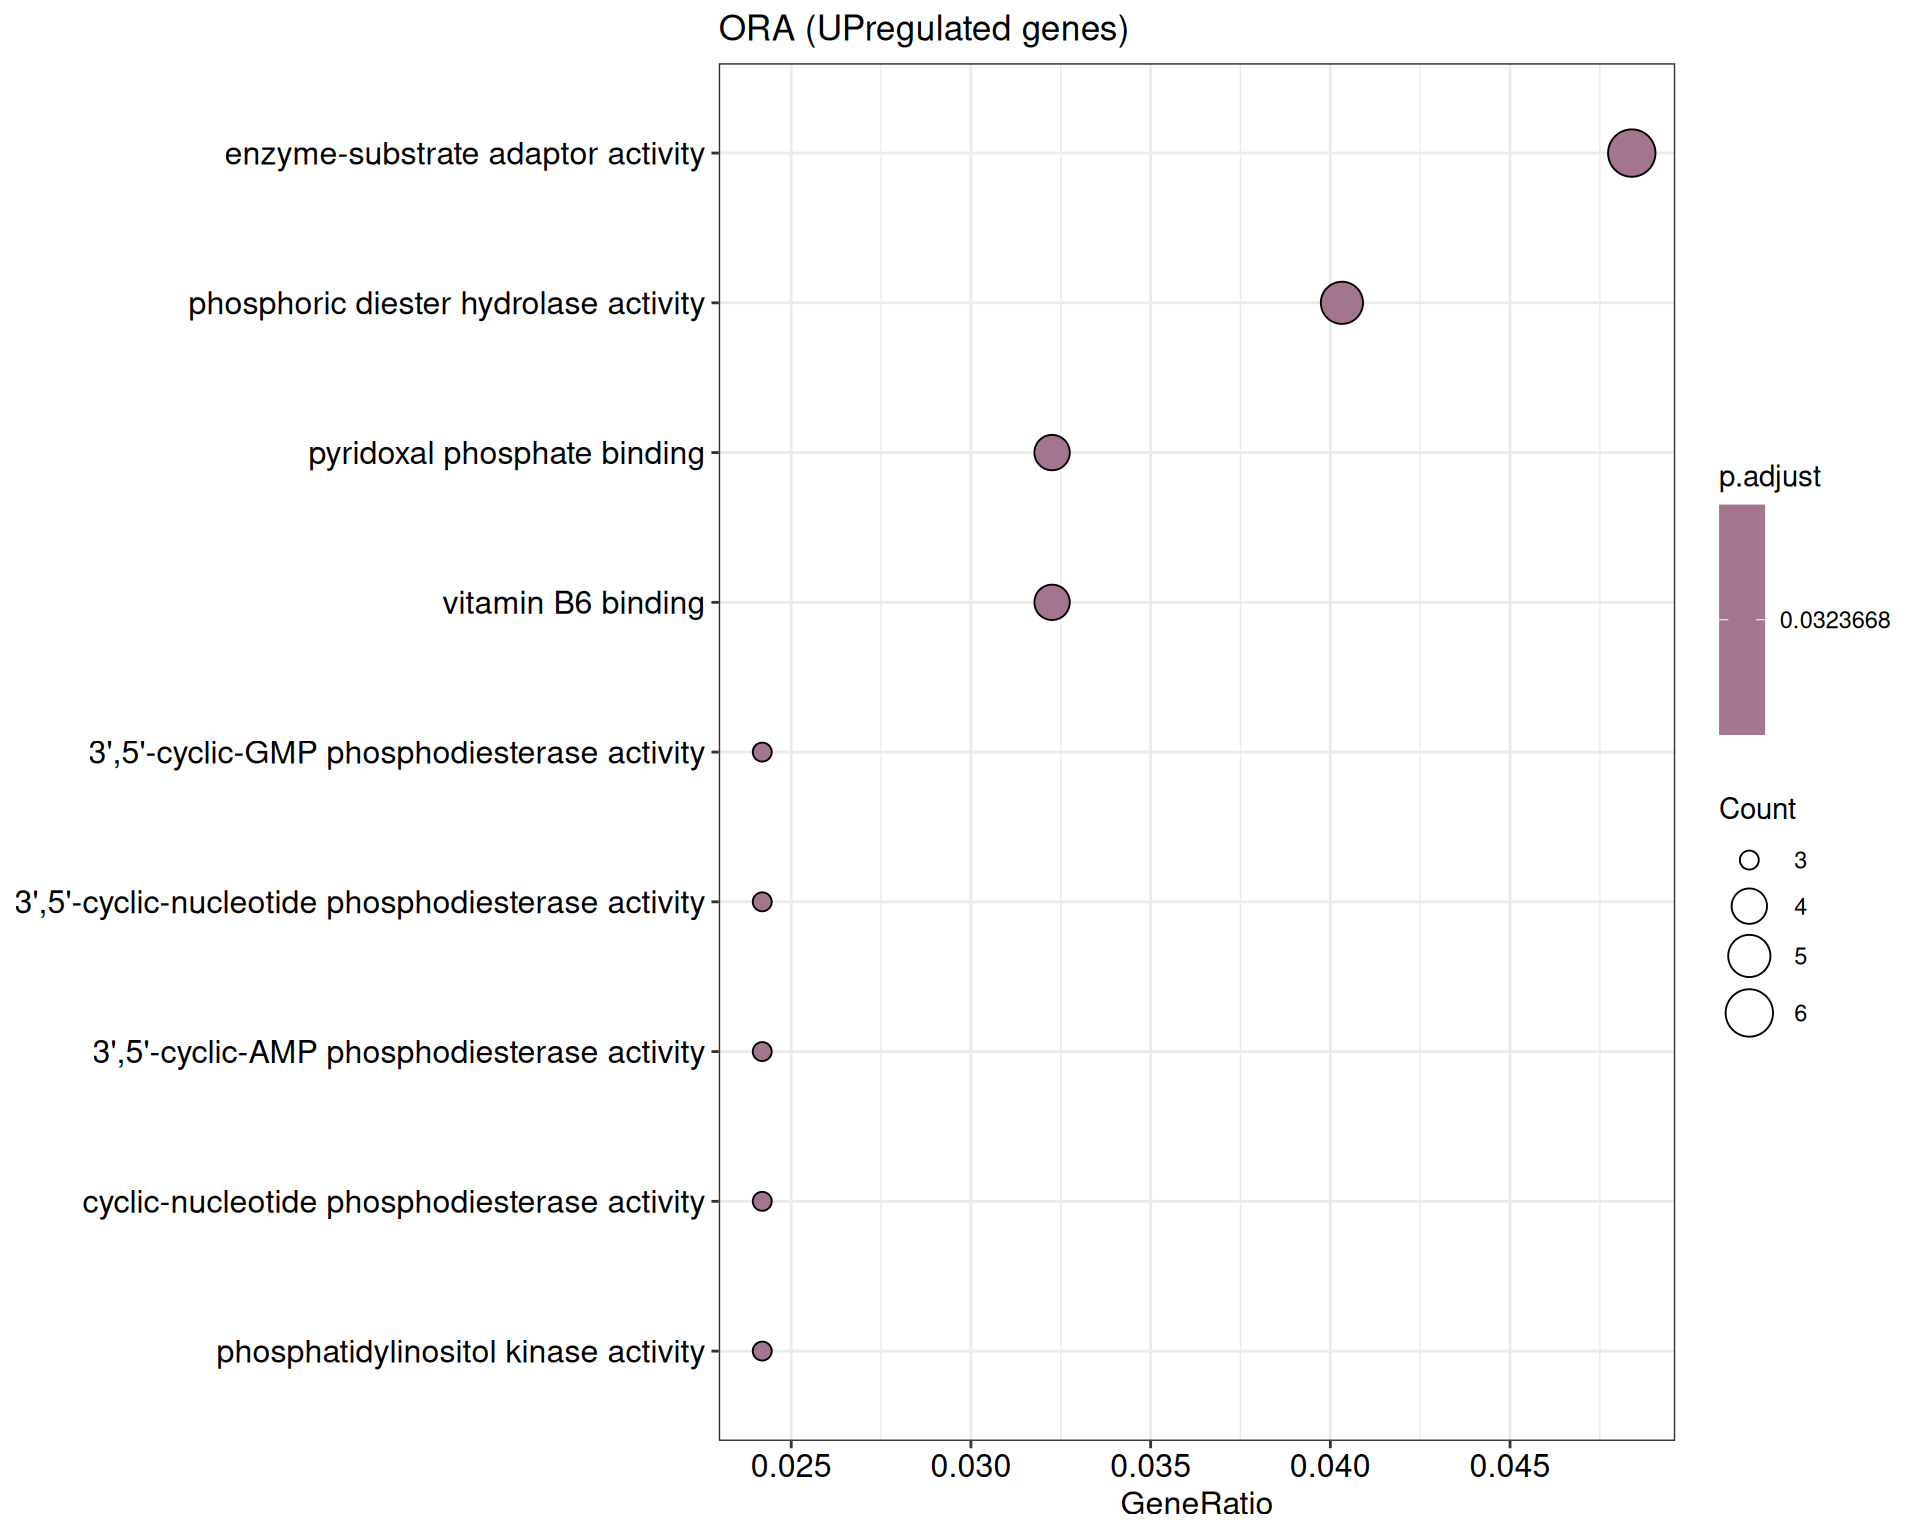 ORA (UPregulated genes)
enzyme-substrate adaptor activity
phosphoric diester hydrolase activity
pyridoxal phosphate binding
vitamin B6 binding
3',5'-cyclic-GMP phosphodiesterase activity
3',5'-cyclic-nucleotide phosphodiesterase activity
3',5'-cyclic-AMP phosphodiesterase activity
cyclic-nucleotide phosphodiesterase activity
phosphatidylinositol kinase activity
0.025 0.030 0.035 0.040 0.045
GeneRatio
p.adjust
0.0323668
Count
3
4
5
6